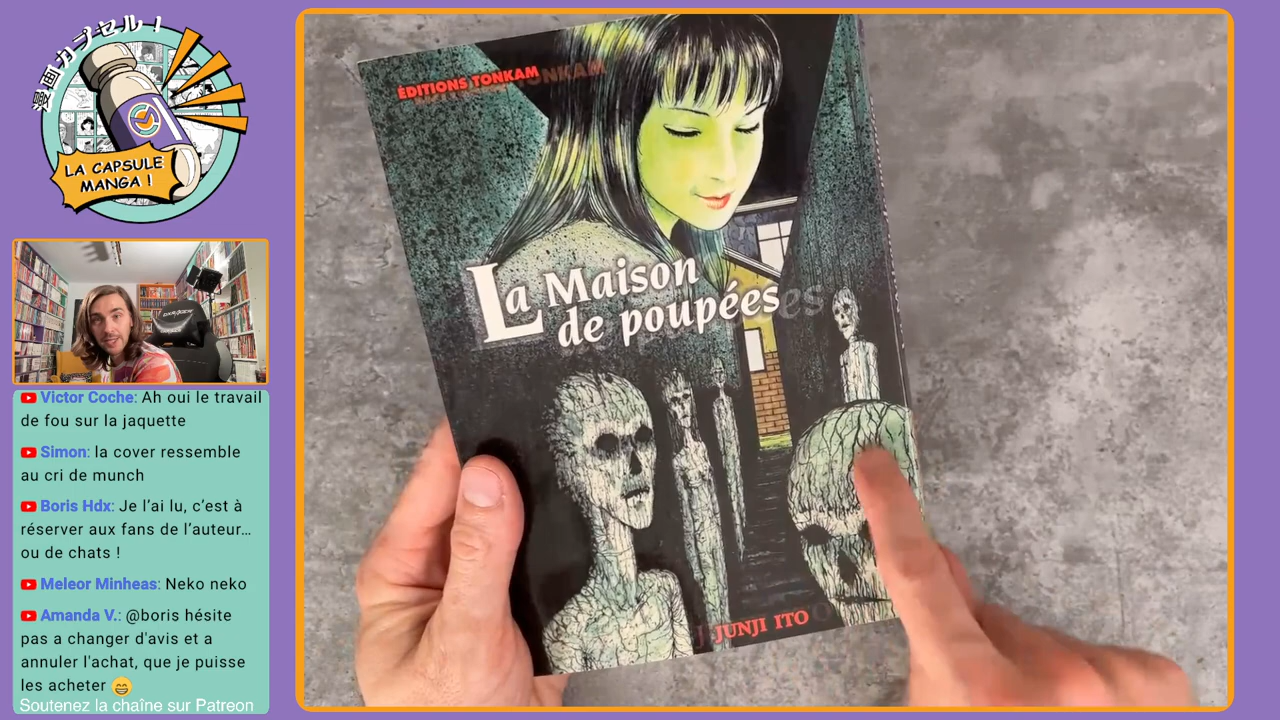 漫画カプセル！
LA CAPSULE
MANGA !
Victor Coche: Ah oui le travail
de fou sur la jaquette
Simon: la cover ressemble
au cri de munch
Boris Hdx: Je l’ai lu, c’est à
réserver aux fans de l’auteur…
ou de chats !
Meleor Minheas: Neko neko
Amanda V.: @boris hésite
pas a changer d'avis et a
annuler l'achat, que je puisse
les acheter 😁
Soutenez la chaîne sur Patreon
ÉDITIONS TONKAM
La Maison
de poupées
JUNJI ITO